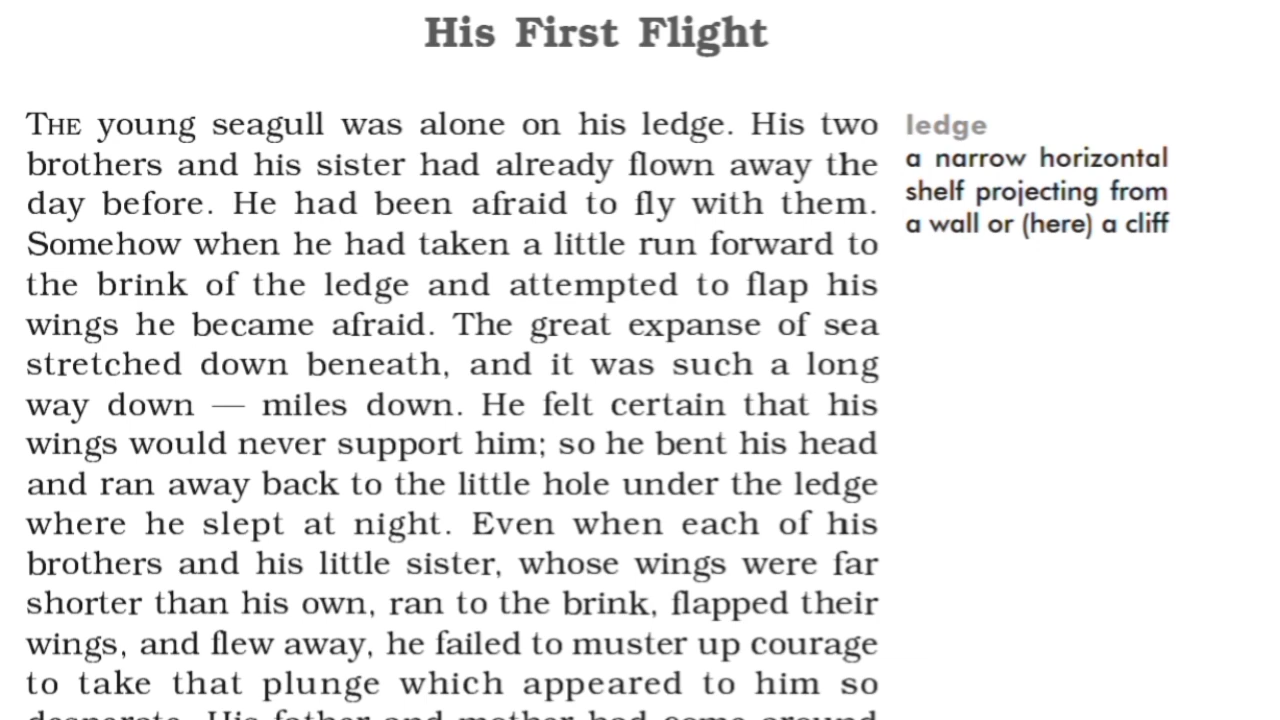 His First Flight
THE young seagull was alone on his ledge. His two
brothers and his sister had already flown away the
day before. He had been afraid to fly with them.
Somehow when he had taken a little run forward to
the brink of the ledge and attempted to flap his
wings he became afraid. The great expanse of sea
stretched down beneath, and it was such a long
way down — miles down. He felt certain that his
wings would never support him; so he bent his head
and ran away back to the little hole under the ledge
where he slept at night. Even when each of his
brothers and his little sister, whose wings were far
shorter than his own, ran to the brink, flapped their
wings, and flew away, he failed to muster up courage
to take that plunge which appeared to him so
desperate. His father and mother had come around
ledge
a narrow horizontal
shelf projecting from
a wall or (here) a cliff